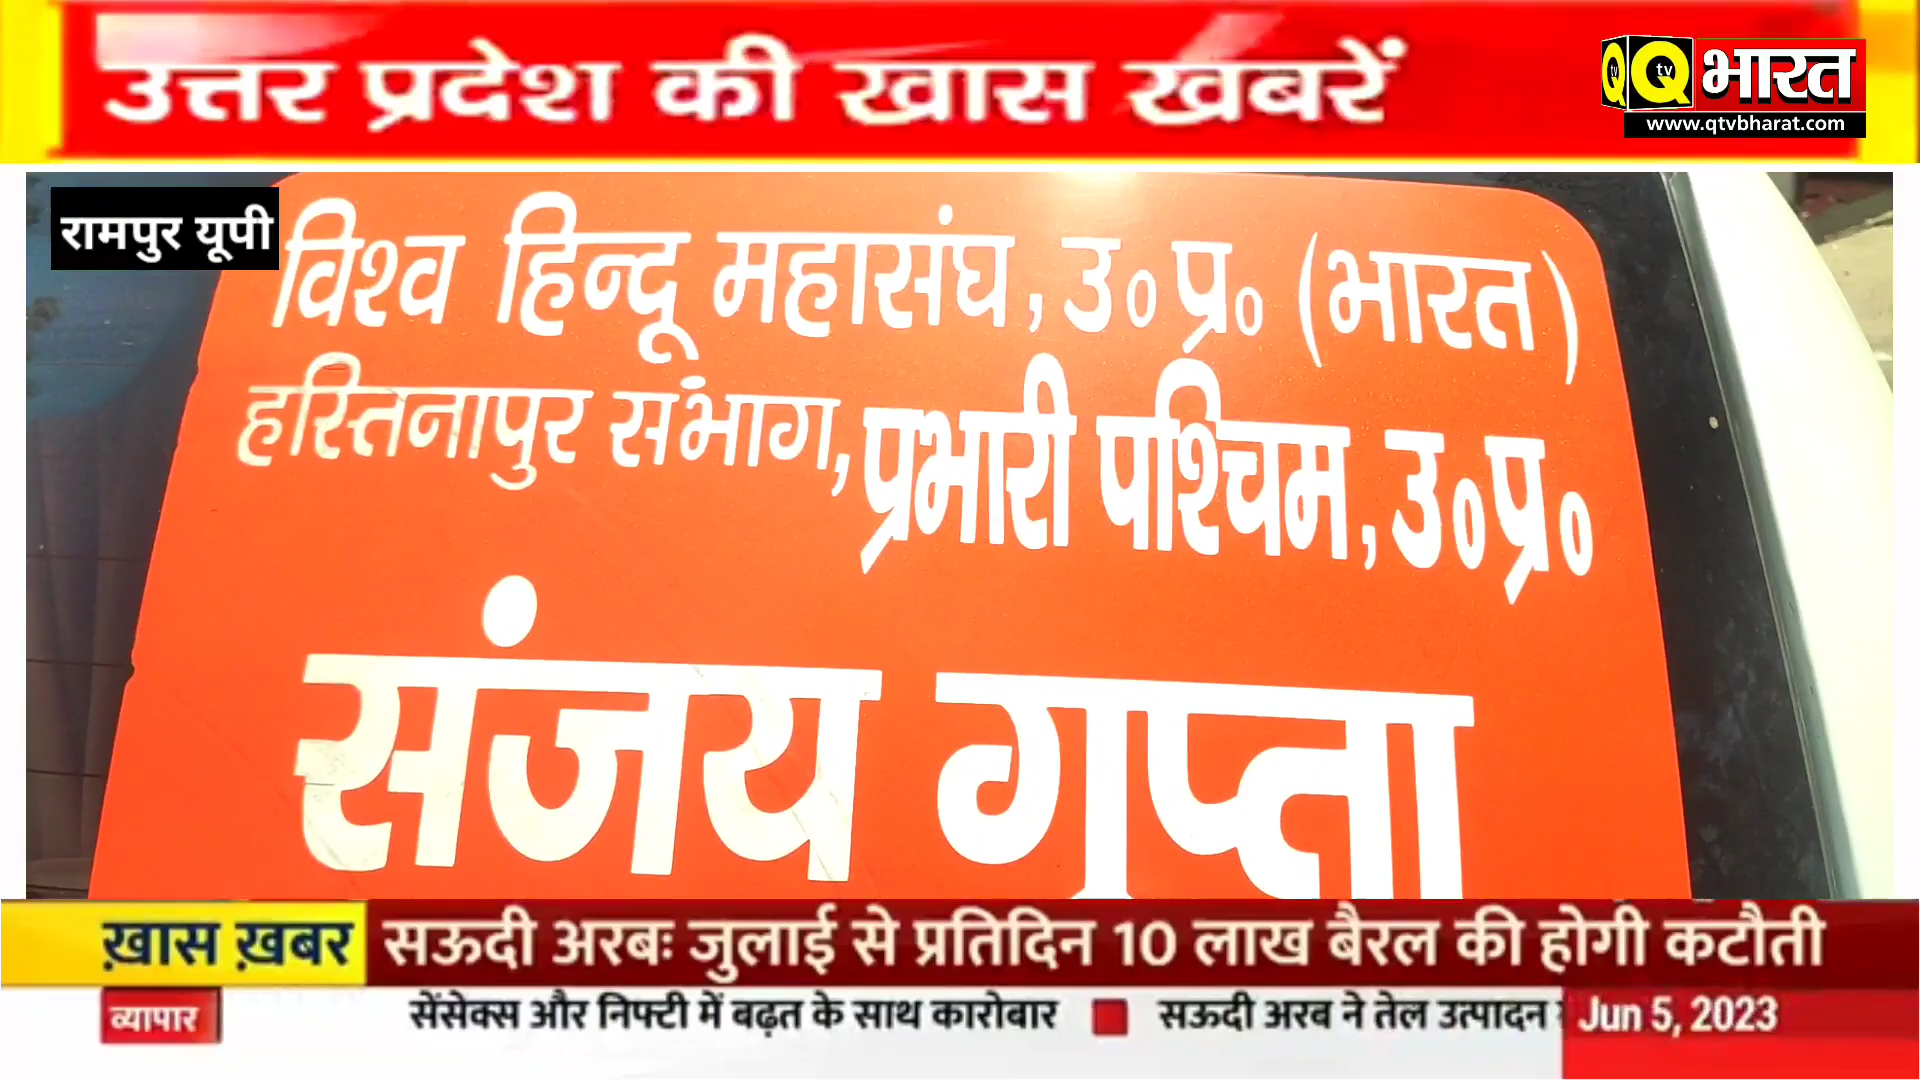 उत्तर प्रदेश की खास खबरें
QtvQtv भारत
www.qtvbharat.com
रामपुर यूपी
विश्व हिन्दू महासंघ, उ० प्र० (भारत)
हस्तिनापुर संभाग, प्रभारी पश्चिम, उ०प्र०
संजय गुप्ता
ख़ास ख़बर सऊदी अरबः जुलाई से प्रतिदिन 10 लाख बैरल की होगी कटौती
व्यापार सेंसेक्स और निफ्टी में बढ़त के साथ कारोबार सऊदी अरब ने तेल उत्पादन Jun 5, 2023